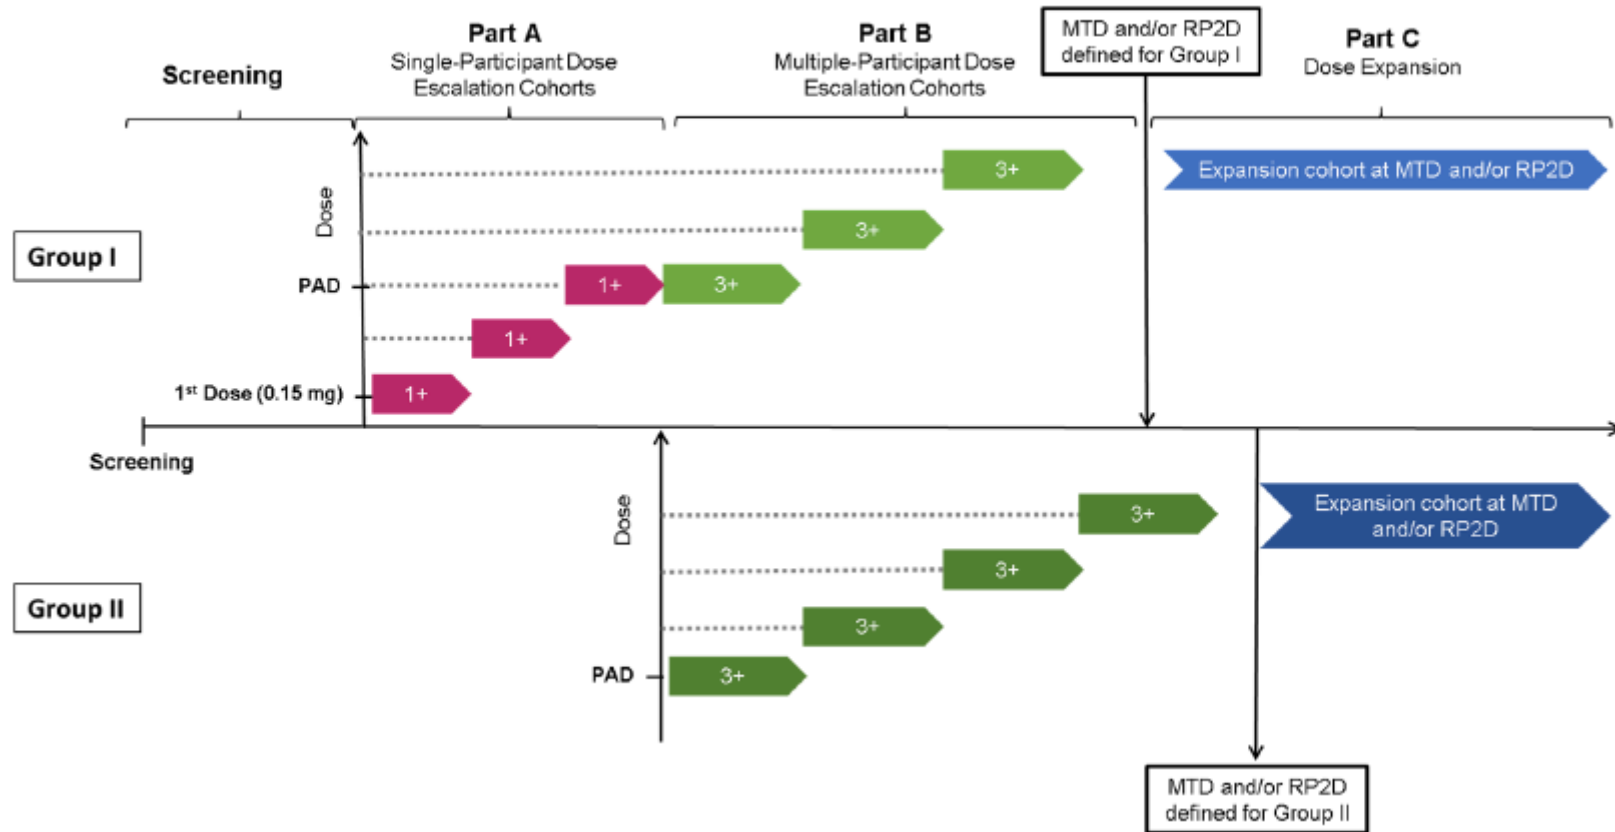 Screening
Part A
Single-Participant Dose
Escalation Cohorts
Part B
Multiple-Participant Dose
Escalation Cohorts
MTD and/or RP2D
defined for Group I
Part C
Dose Expansion
Group I
Dose
3+
Expansion cohort at MTD and/or RP2D
3+
PAD
1+
3+
1+
1st Dose (0.15 mg)
1+
Screening
Group II
Dose
3+
Expansion cohort at MTD
and/or RP2D
3+
3+
PAD
3+
MTD and/or RP2D
defined for Group II